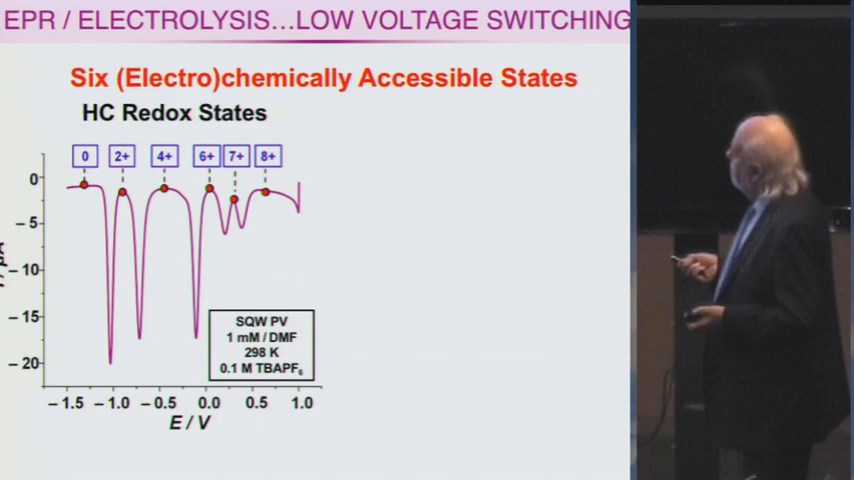 EPR / ELECTROLYSIS…LOW VOLTAGE SWITCHING
Six (Electro)chemically Accessible States
HC Redox States
0 2+ 4+ 6+ 7+ 8+
0
– 5
– 10
– 15
– 20
SQW PV
1 mM / DMF
298 K
0.1 M TBAPF₆
– 1.5 – 1.0 – 0.5 0.0 0.5 1.0
E / V